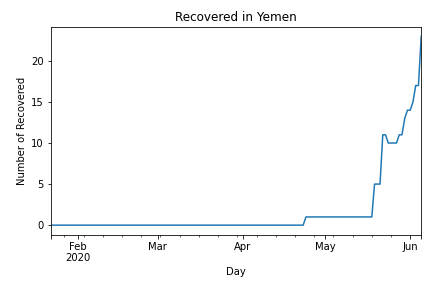 Recovered in Yemen
Number of Recovered
20
15
10
5
0
Feb
2020
Mar
Apr
May
Jun
Day